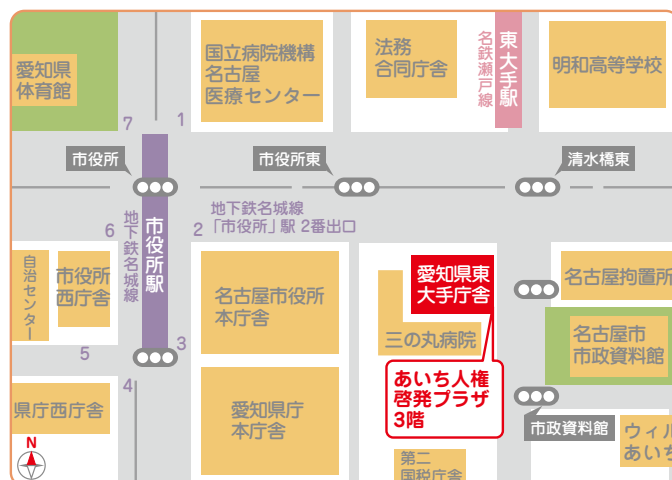 愛知県
体育館
国立病院機構
名古屋
医療センター
法務
合同庁舎
名鉄瀬戸線
東大手駅
明和高等学校
7
1
市役所
市役所東
清水橋東
6
地下鉄名城線
市役所駅
2
地下鉄名城線
「市役所」駅 2番出口
自治センター
市役所
西庁舎
名古屋市役所
本庁舎
愛知県東
大手庁舎
名古屋拘置所
三の丸病院
名古屋市
市政資料館
5
3
4
あいち人権
啓発プラザ
3階
県庁西庁舎
愛知県庁
本庁舎
市政資料館
ウィル
あいち
第二
国税庁舎
N